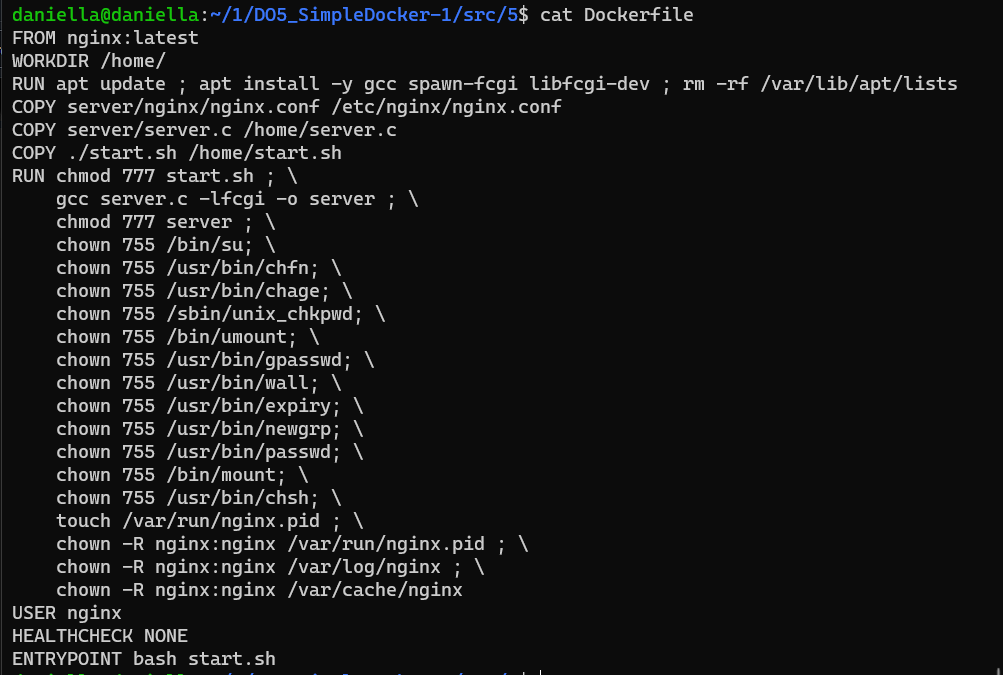 daniella@daniella:~/1/DO5_SimpleDocker-1/src/5$ cat Dockerfile
FROM nginx:latest
WORKDIR /home/
RUN apt update ; apt install -y gcc spawn-fcgi libfcgi-dev ; rm -rf /var/lib/apt/lists
COPY server/nginx/nginx.conf /etc/nginx/nginx.conf
COPY server/server.c /home/server.c
COPY ./start.sh /home/start.sh
RUN chmod 777 start.sh ; \
    gcc server.c -lfcgi -o server ; \
    chmod 777 server ; \
    chown 755 /bin/su; \
    chown 755 /usr/bin/chfn; \
    chown 755 /usr/bin/chage; \
    chown 755 /sbin/unix_chkpwd; \
    chown 755 /bin/umount; \
    chown 755 /usr/bin/gpasswd; \
    chown 755 /usr/bin/wall; \
    chown 755 /usr/bin/expiry; \
    chown 755 /usr/bin/newgrp; \
    chown 755 /usr/bin/passwd; \
    chown 755 /bin/mount; \
    chown 755 /usr/bin/chsh; \
    touch /var/run/nginx.pid ; \
    chown -R nginx:nginx /var/run/nginx.pid ; \
    chown -R nginx:nginx /var/log/nginx ; \
    chown -R nginx:nginx /var/cache/nginx
USER nginx
HEALTHCHECK NONE
ENTRYPOINT bash start.sh